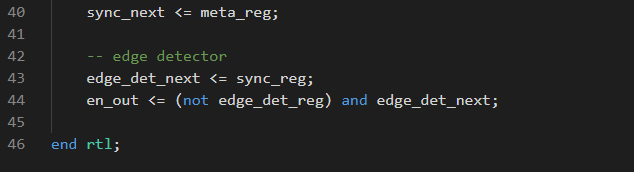 40 sync_next <= meta_reg;
41
42 -- edge detector
43 edge_det_next <= sync_reg;
44 en_out <= (not edge_det_reg) and edge_det_next;
45
46 end rtl;